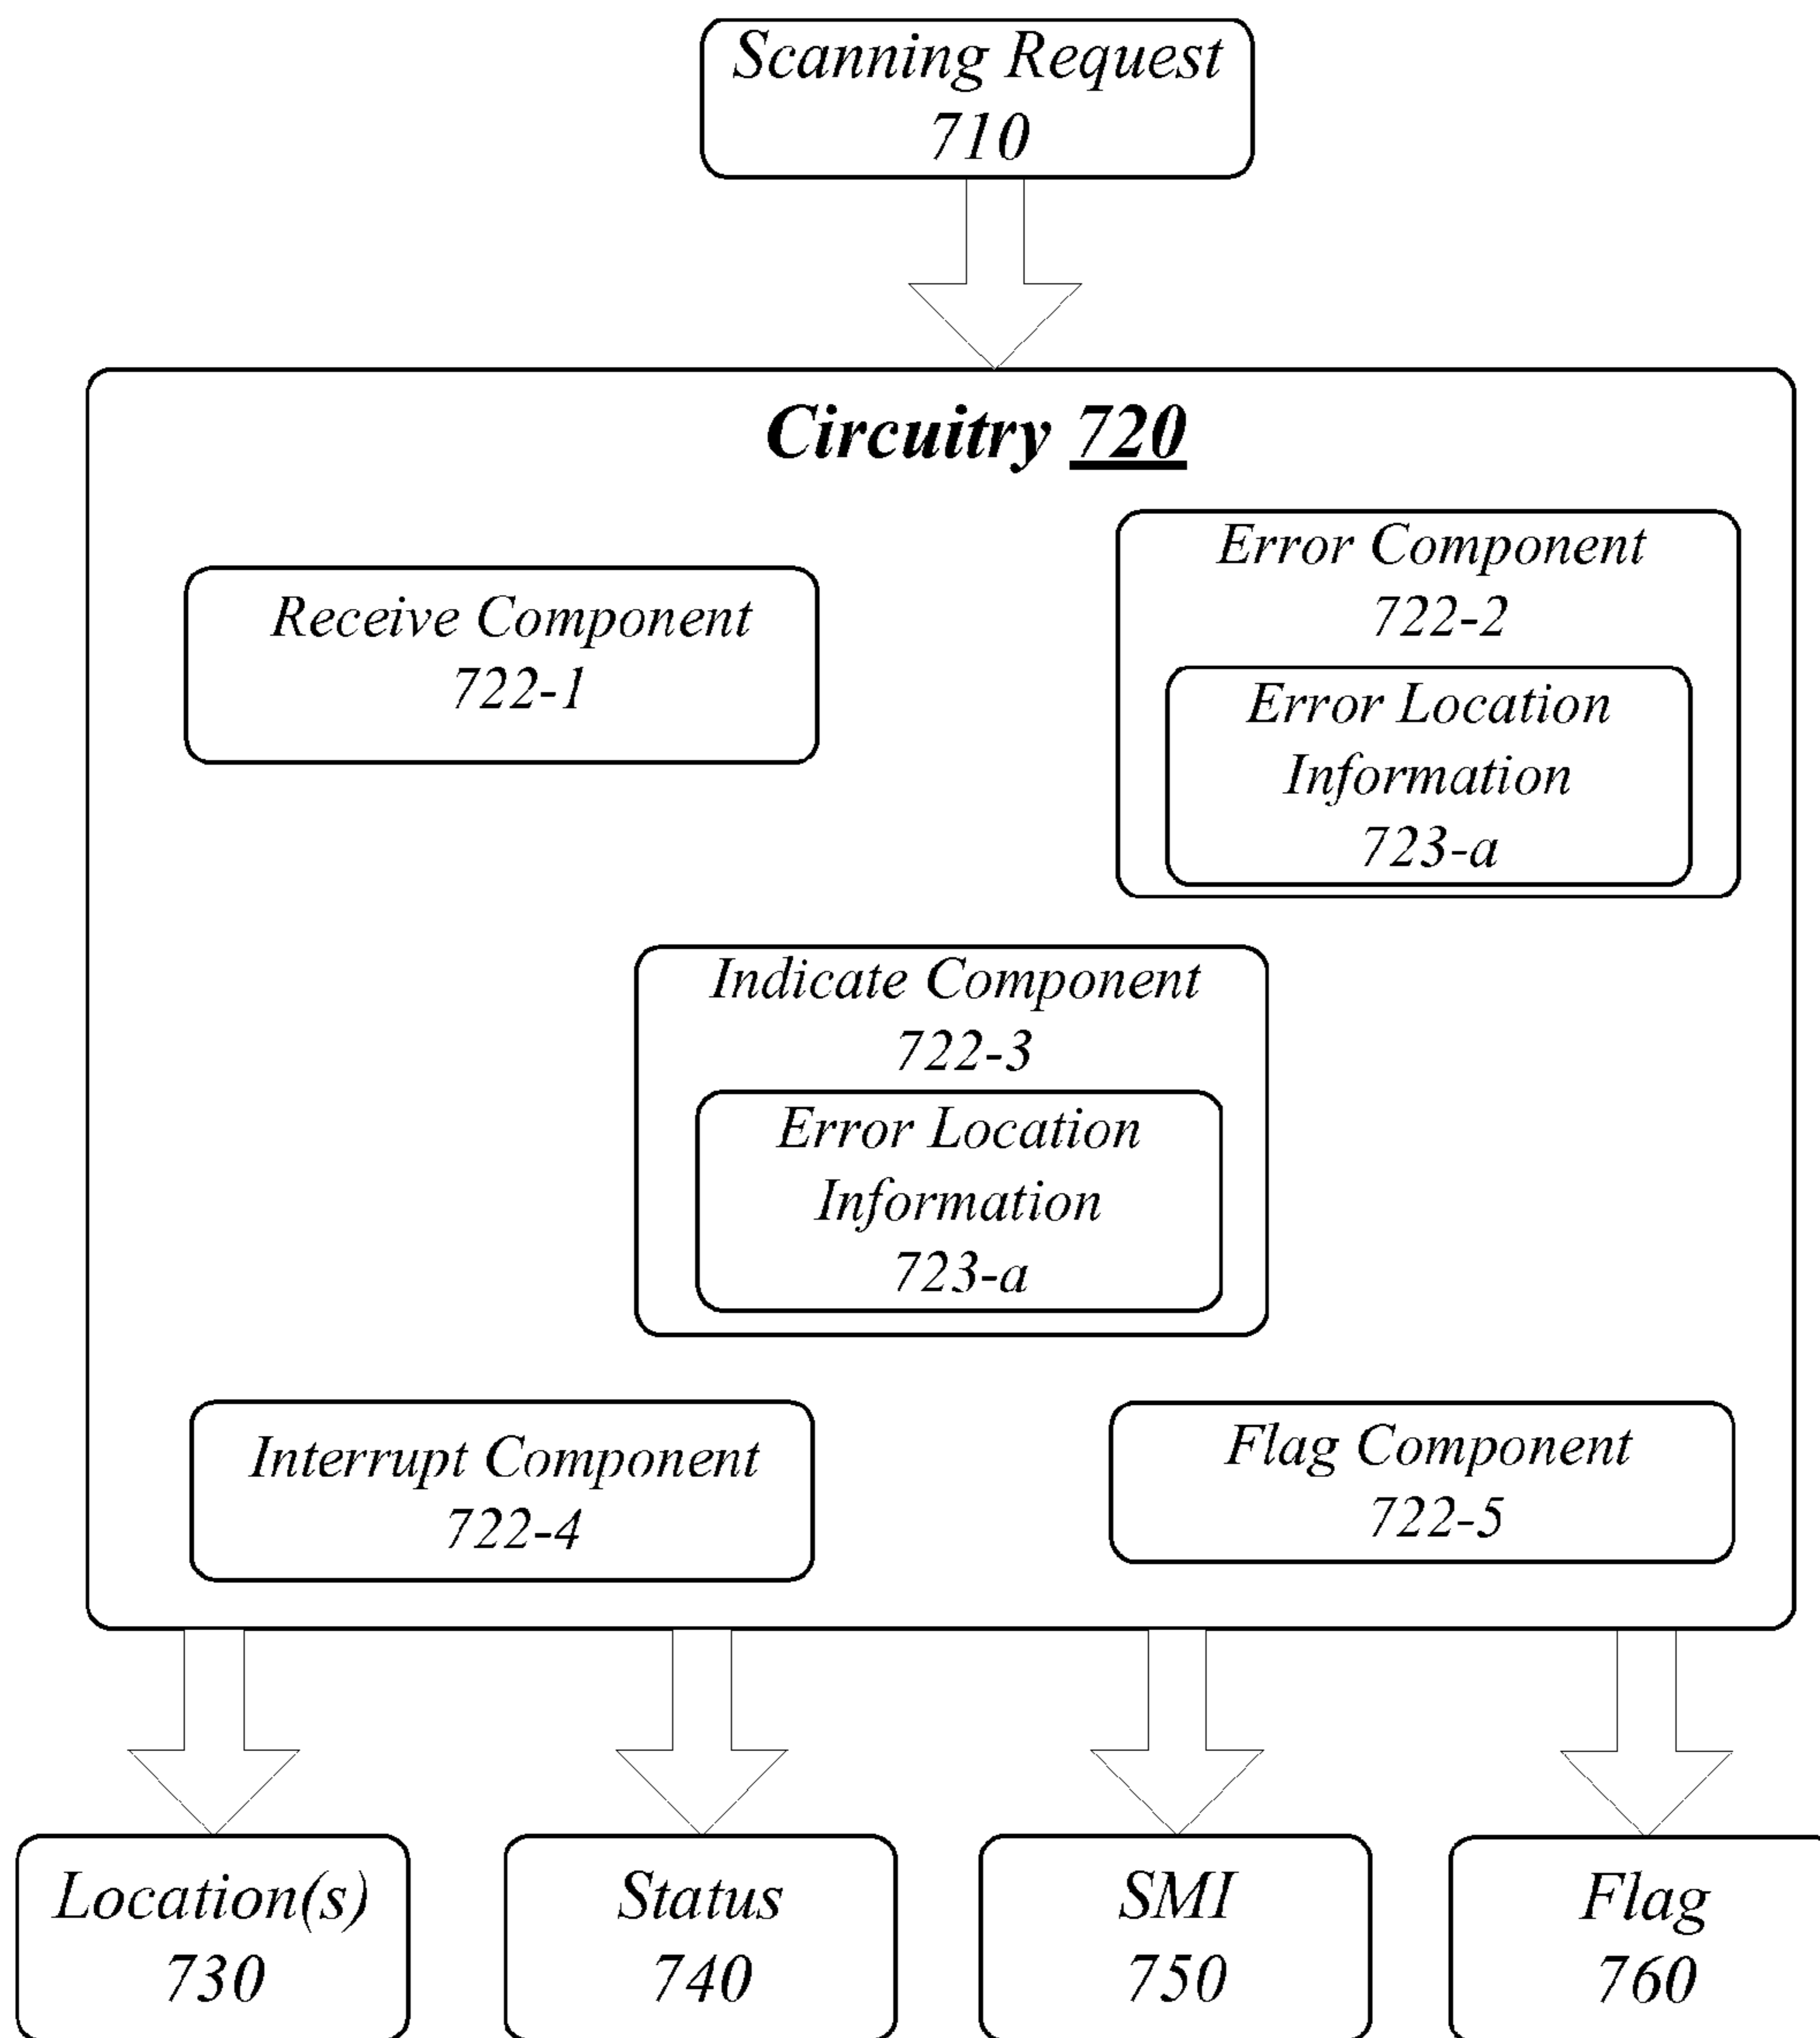 Scanning Request
710
Circuitry 720
Receive Component
722-1
Error Component
722-2
Error Location
Information
723-a
Indicate Component
722-3
Error Location
Information
723-a
Interrupt Component
722-4
Flag Component
722-5
Location(s)
730
Status
740
SMI
750
Flag
760